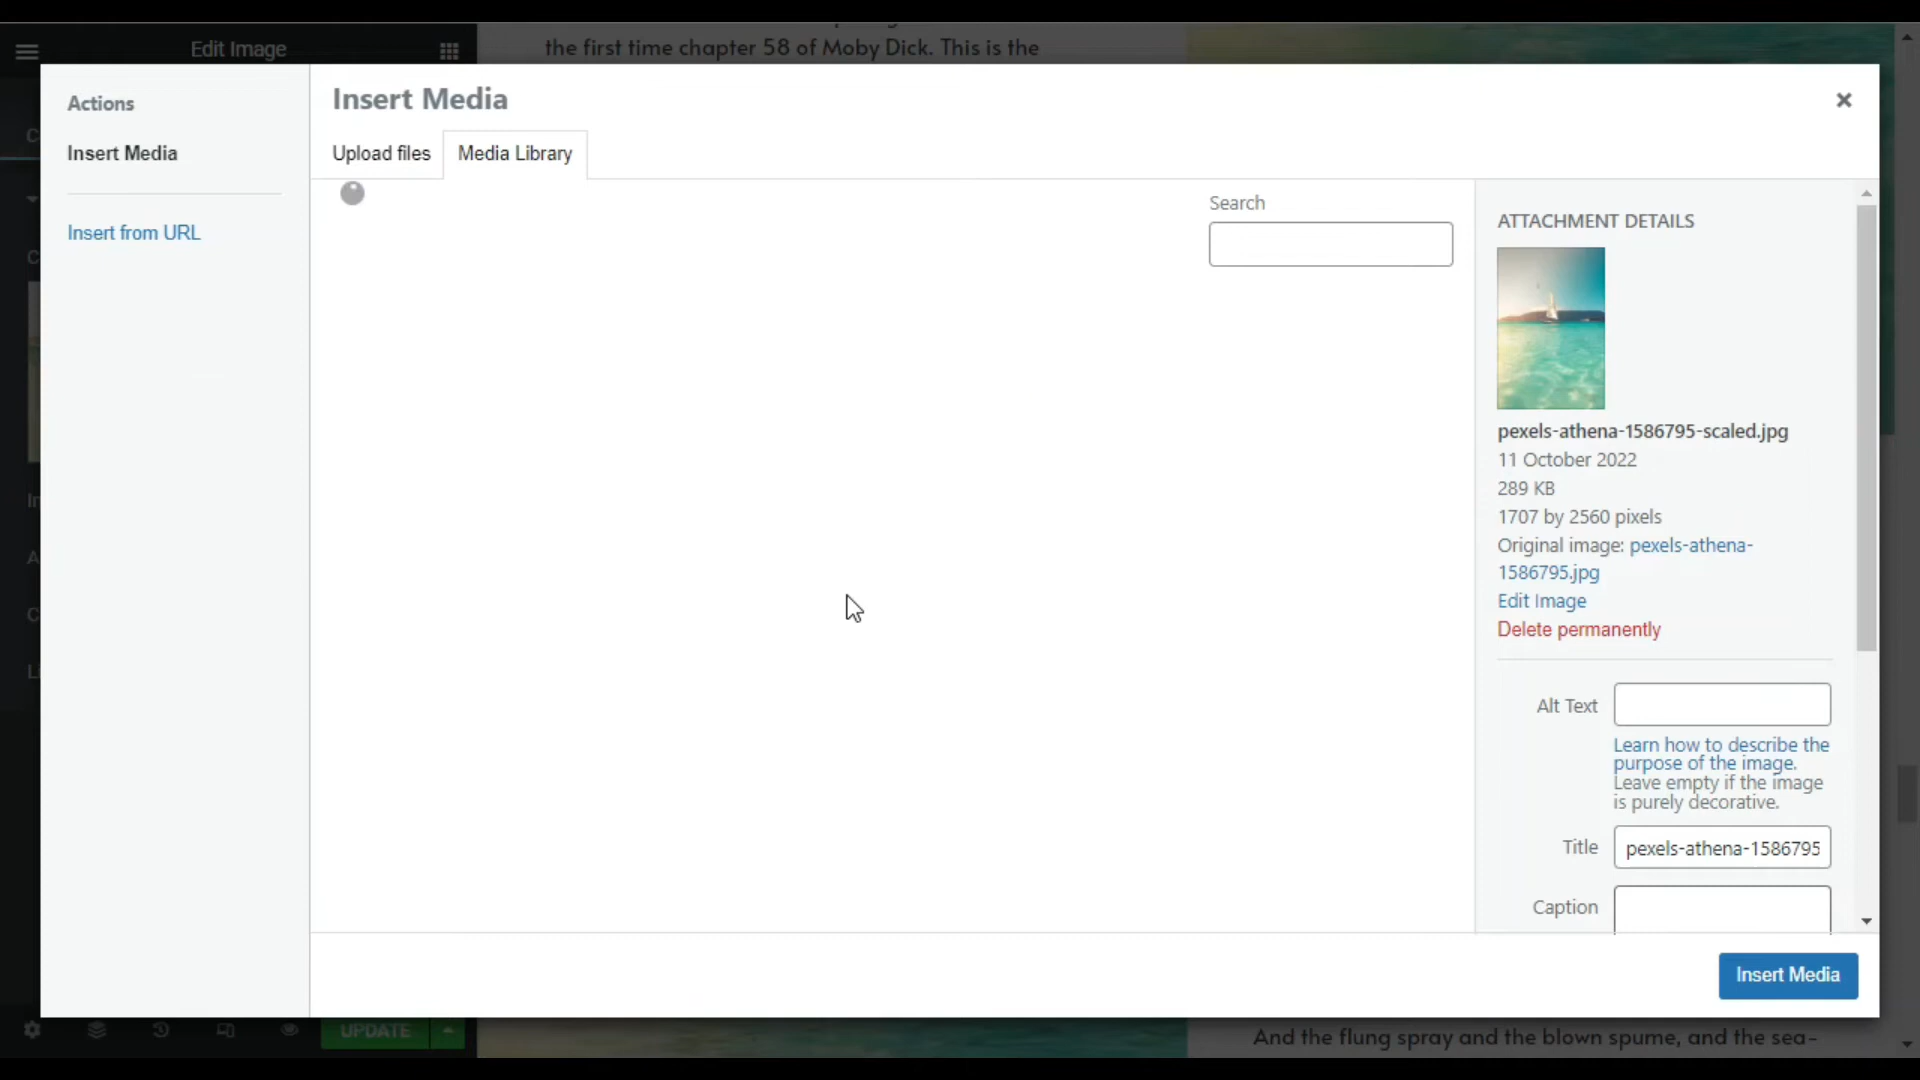 the first time chapter 58 of Moby Dick. This is the
Edit Image
Actions
Insert Media
Insert from URL
Insert Media
Upload files
Media Library
Search
ATTACHMENT DETAILS
pexels-athena-1586795-scaled.jpg
11 October 2022
289 KB
1707 by 2560 pixels
Original image: pexels-athena-
1586795.jpg
Edit Image
Delete permanently
Alt Text
Learn how to describe the
purpose of the image.
Leave empty if the image
is purely decorative.
Title
pexels-athena-1586795
Caption
Insert Media
UPDATE
And the flung spray and the blown spume, and the sea-